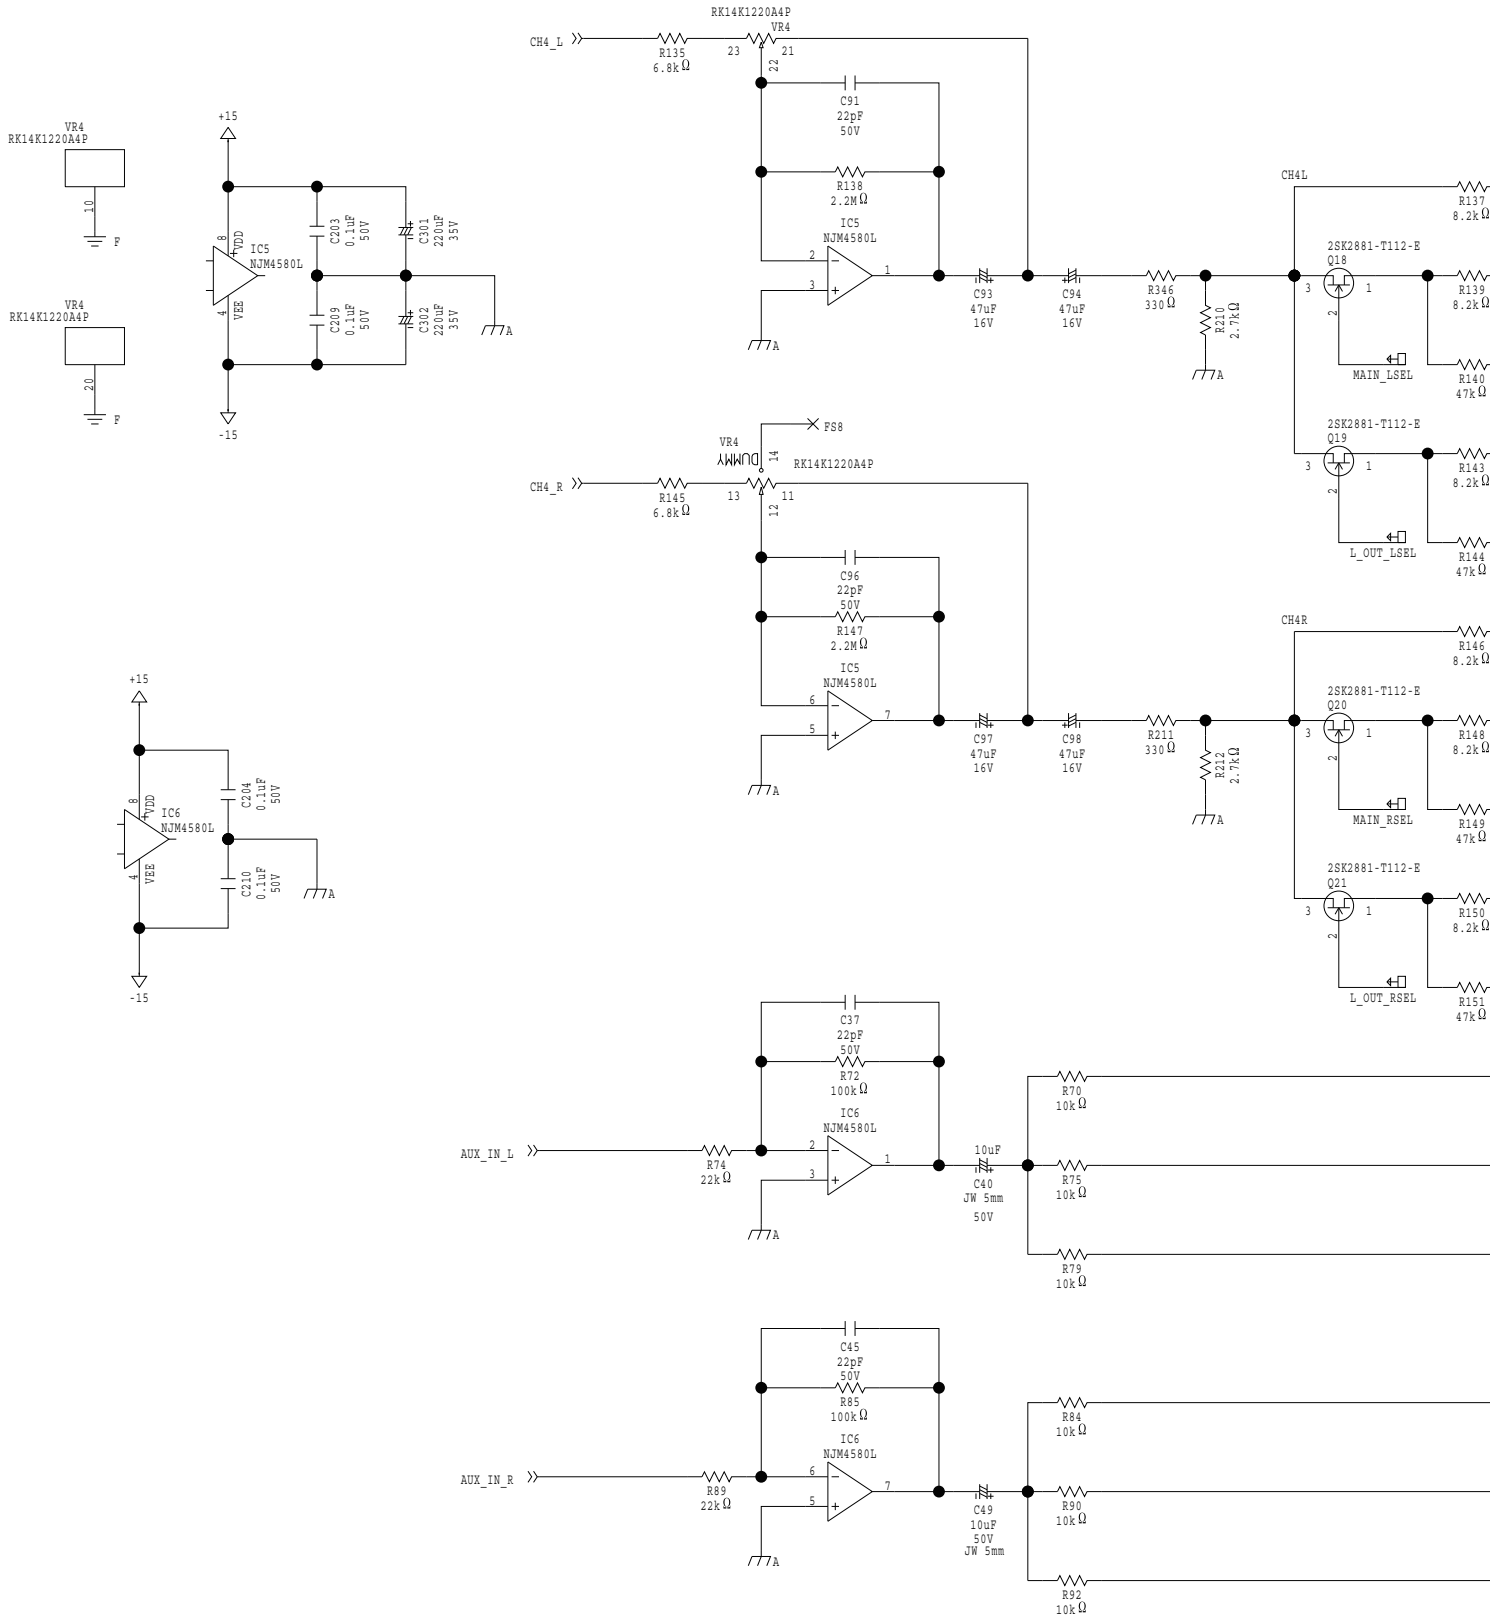 RK14K1220A4P
VR4
CH4_L
R135
6.8kΩ
23
21
22
C91
22pF
50V
R138
2.2MΩ
IC5
NJM4580L
2
3
1
A
C93
47uF
16V
C94
47uF
16V
R346
330Ω
R210
2.7kΩ
A
CH4L
R137
8.2kΩ
2SK2881-T112-E
Q18
3
1
2
MAIN_LSEL
R139
8.2kΩ
R140
47kΩ
2SK2881-T112-E
Q19
3
1
2
L_OUT_LSEL
R143
8.2kΩ
R144
47kΩ
VR4
RK14K1220A4P
10
F
VR4
RK14K1220A4P
20
F
+15
8
VDD
IC5
NJM4580L
4
VEE
-15
C203
0.1uF
50V
C301
220uF
35V
C209
0.1uF
50V
C302
220uF
35V
A
FS8
VR4
DUMMY
14
RK14K1220A4P
CH4_R
R145
6.8kΩ
13
11
12
C96
22pF
50V
R147
2.2MΩ
IC5
NJM4580L
6
5
7
A
C97
47uF
16V
C98
47uF
16V
R211
330Ω
R212
2.7kΩ
A
CH4R
R146
8.2kΩ
2SK2881-T112-E
Q20
3
1
2
MAIN_RSEL
R148
8.2kΩ
R149
47kΩ
2SK2881-T112-E
Q21
3
1
2
L_OUT_RSEL
R150
8.2kΩ
R151
47kΩ
+15
8
VDD
IC6
NJM4580L
4
VEE
-15
C204
0.1uF
50V
C210
0.1uF
50V
A
C37
22pF
50V
R72
100kΩ
IC6
NJM4580L
AUX_IN_L
R74
22kΩ
2
3
1
A
10uF
C40
JW 5mm
50V
R70
10kΩ
R75
10kΩ
R79
10kΩ
C45
22pF
50V
R85
100kΩ
IC6
NJM4580L
AUX_IN_R
R89
22kΩ
6
5
7
A
C49
10uF
50V
JW 5mm
R84
10kΩ
R90
10kΩ
R92
10kΩ